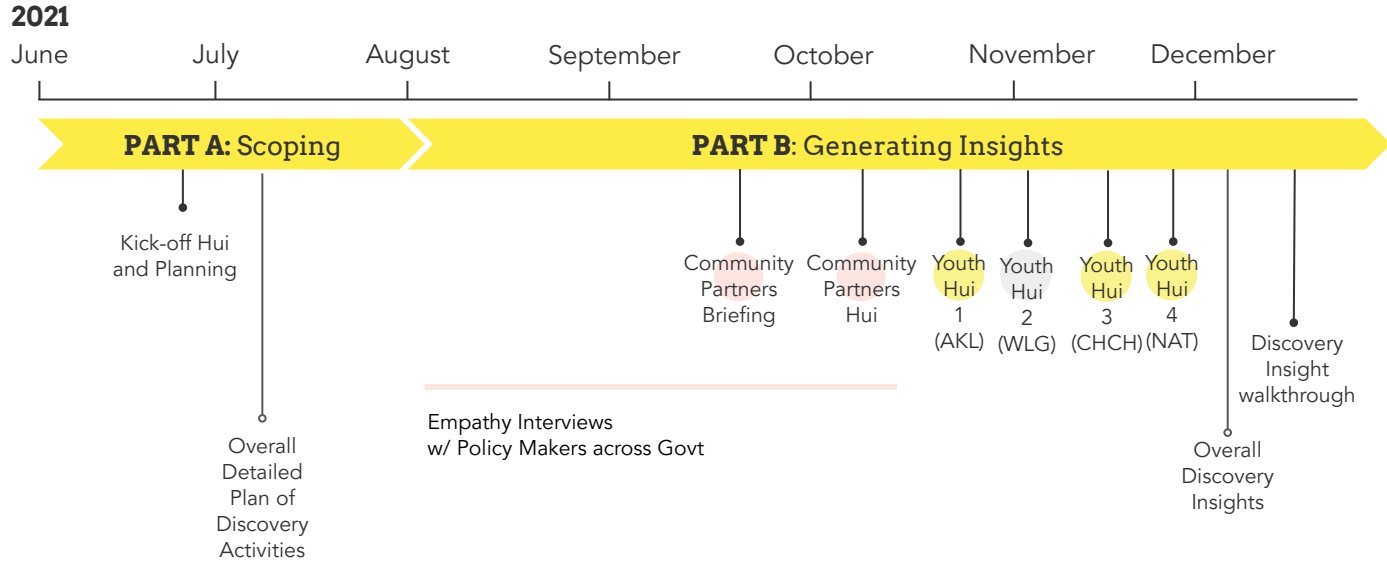 2021
June
July
August
September
October
November
December
PART A: Scoping
PART B: Generating Insights
Kick-off Hui
and Planning
Overall
Detailed
Plan of
Discovery
Activities
Empathy Interviews
w/ Policy Makers across Govt
Community
Partners
Briefing
Community
Partners
Hui
Youth
Hui
1
(AKL)
Youth
Hui
2
(WLG)
Youth
Hui
3
(CHCH)
Youth
Hui
4
(NAT)
Overall
Discovery
Insights
Discovery
Insight
walkthrough